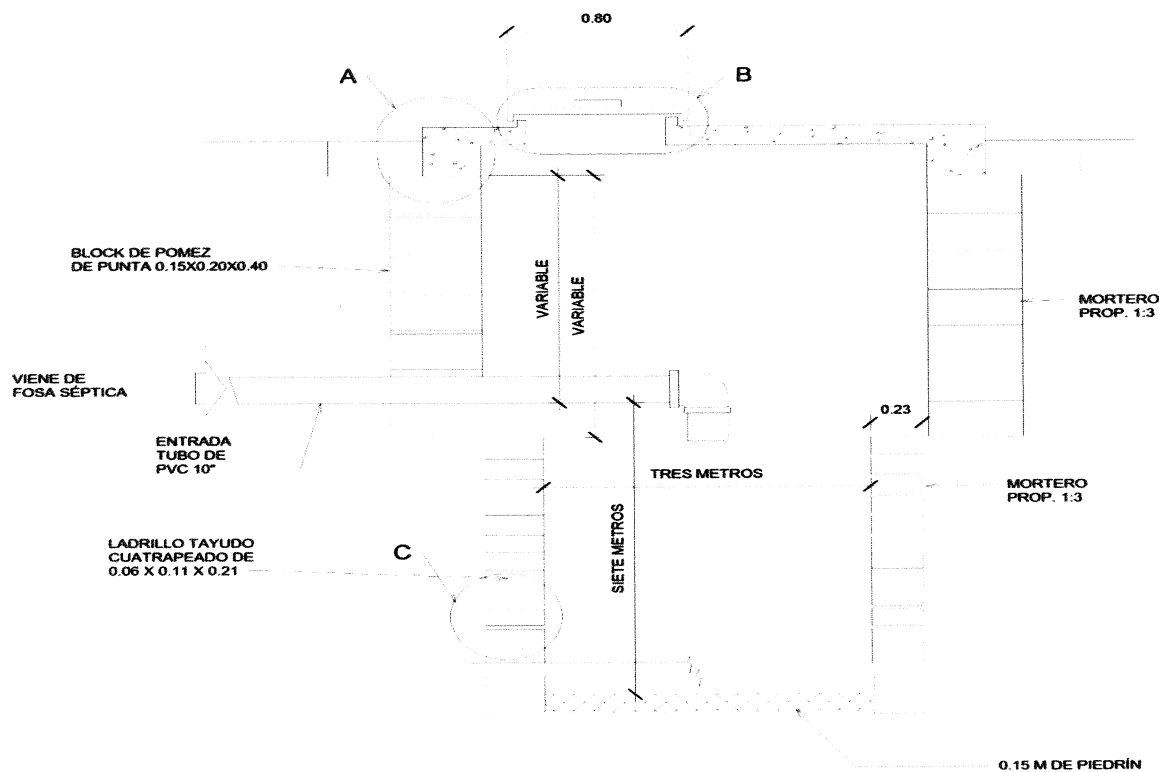 0.80
A
B
BLOCK DE POMEZ
DE PUNTA 0.15X0.20X0.40
VARIABLE
VARIABLE
MORTERO
PROP. 1:3
VIENE DE
FOSA SÉPTICA
0.23
ENTRADA
TUBO DE
PVC 10"
TRES METROS
MORTERO
PROP. 1:3
LADRILLO TAYUDO
CUATRAPEADO DE
0.06 X 0.11 X 0.21
C
SIETE METROS
0.15 M DE PIEDRÍN